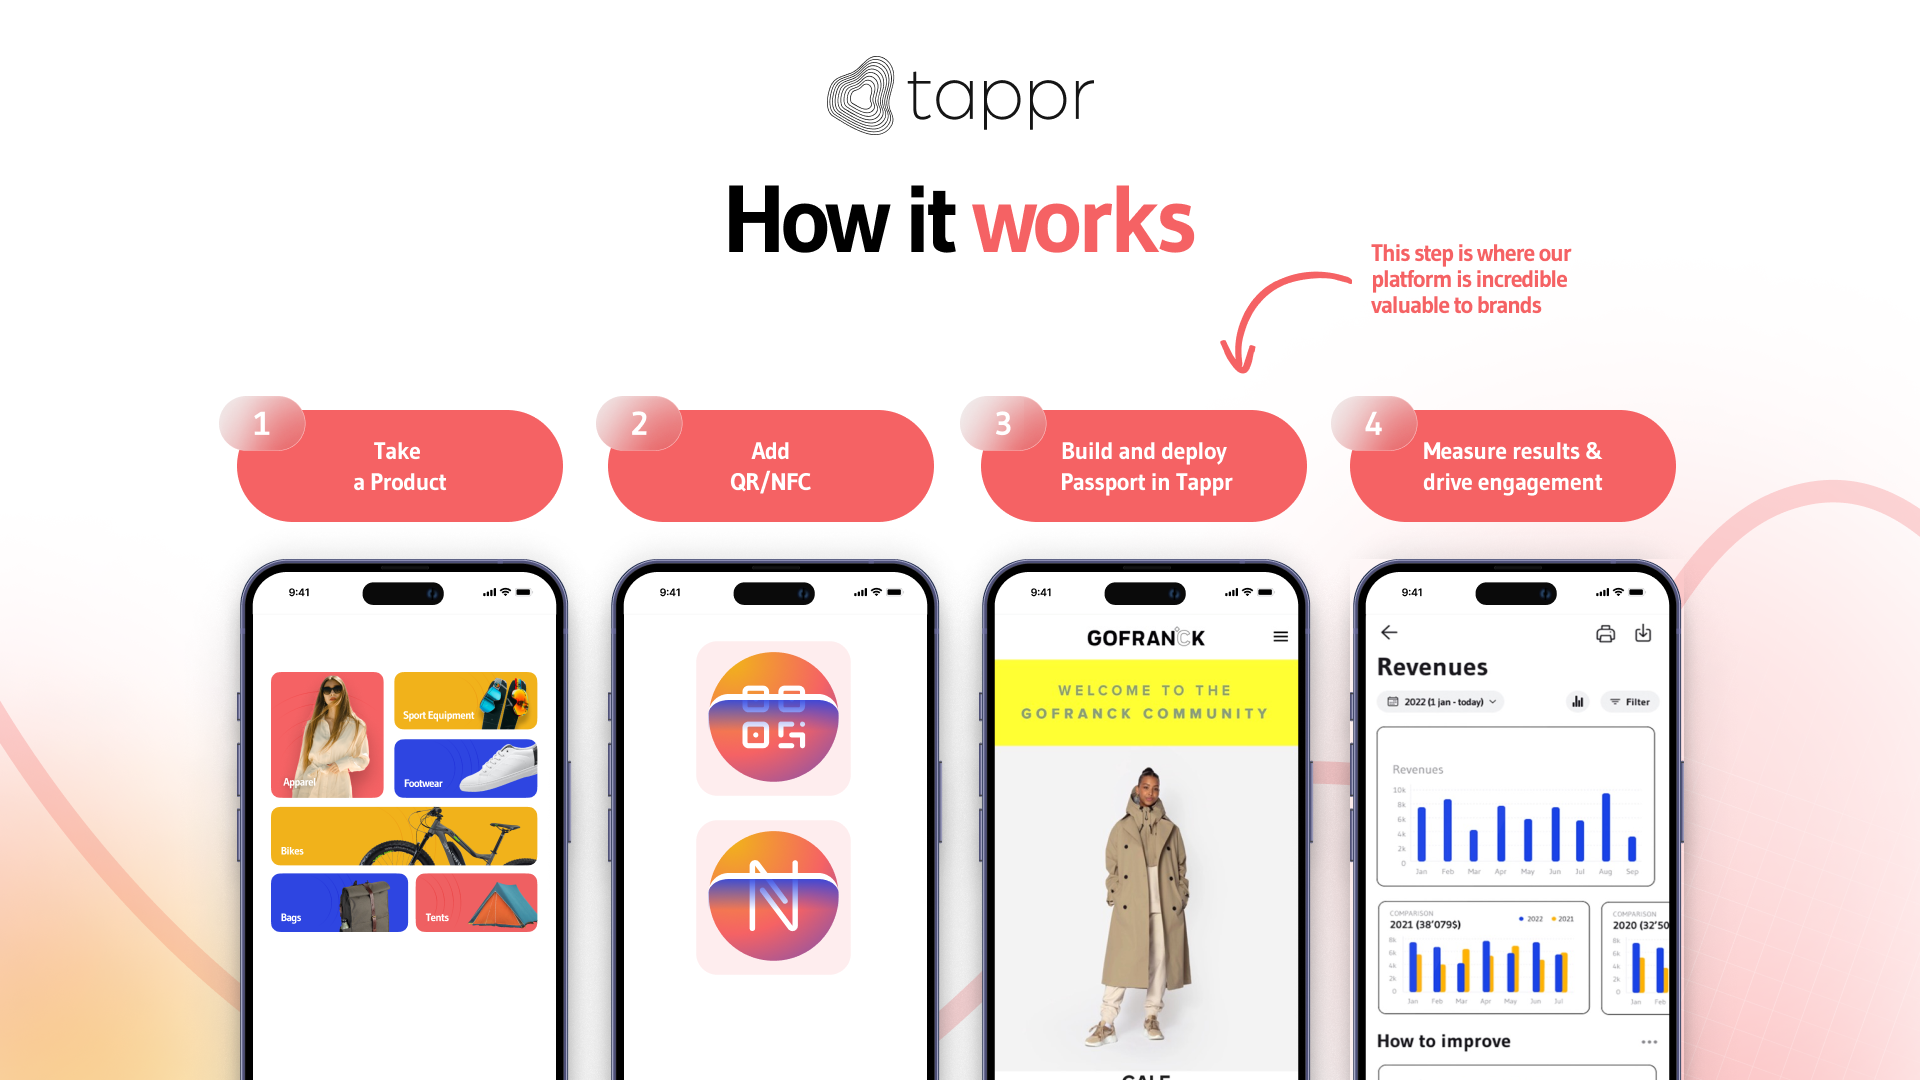 tappr
How it works
This step is where our
platform is incredible
valuable to brands
1
Take
a Product
2
Add
QR/NFC
3
Build and deploy
Passport in Tappr
4
Measure results &
drive engagement
9:41
Apparel
Sport Equipment
Footwear
Bikes
Bags
Tents
9:41
9:41
GOFRANCK
WELCOME TO THE
GOFRANCK COMMUNITY
9:41
Revenues
2022 (1 jan - today)
Filter
Revenues
10k
8k
6k
4k
2k
0
Jan Feb Mar Apr May Jun Jul Aug Sep
COMPARISON
2021 (38'079$)
2022 2021
8k
6k
4k
2k
0
Jan Feb Mar Apr May Jun Jul
COMPARISON
2020 (32'50
8k
6k
4k
2k
0
Jan Feb
How to improve